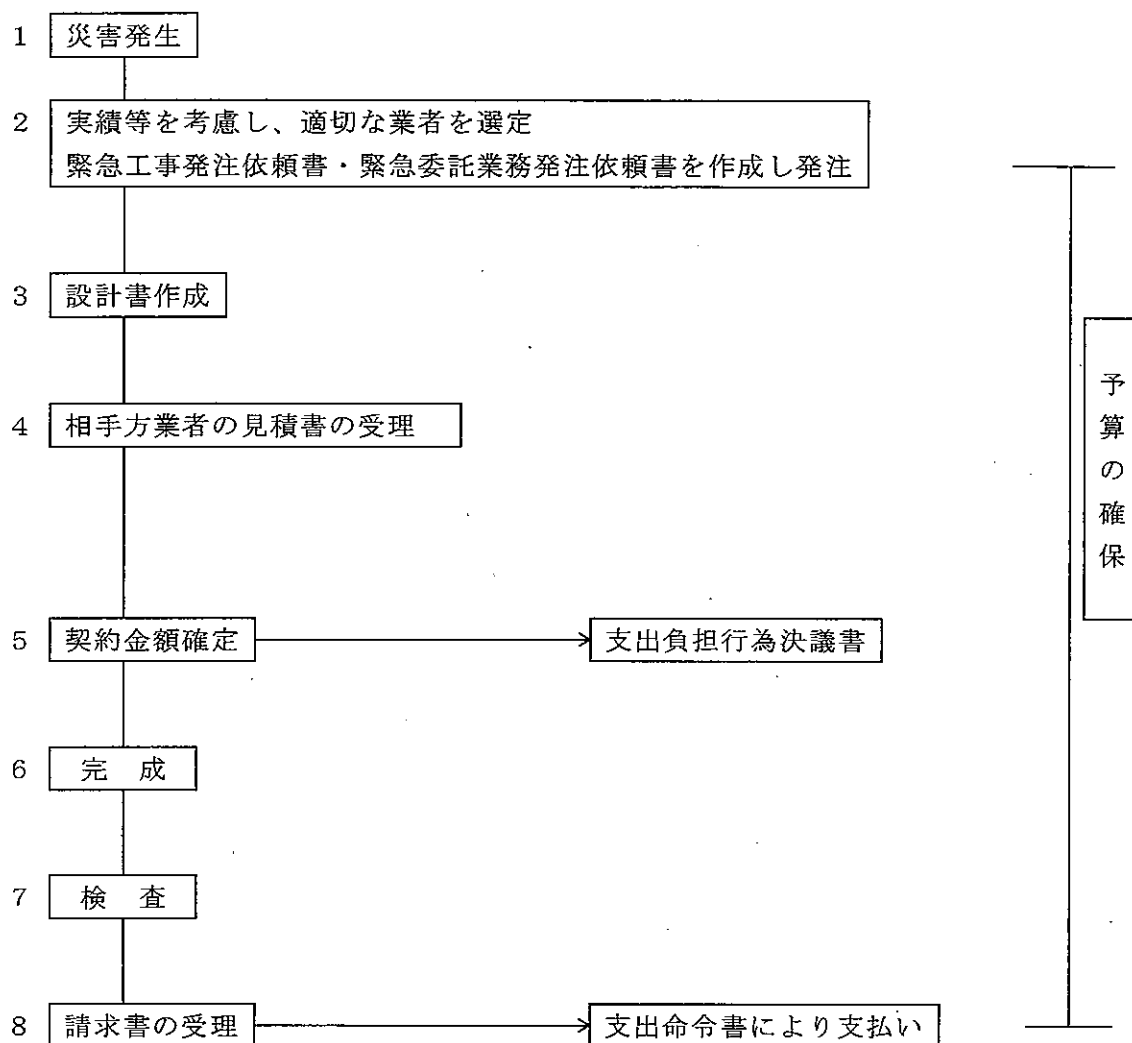 1 災害発生
2 実績等を考慮し、適切な業者を選定
緊急工事発注依頼書・緊急委託業務発注依頼書を作成し発注
3 設計書作成
4 相手方業者の見積書の受理
予算の確保
5 契約金額確定 支出負担行為決議書
6 完 成
7 検 査
8 請求書の受理 支出命令書により支払い